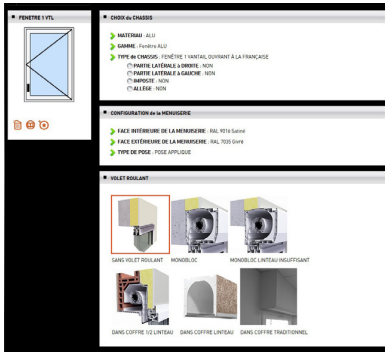 FENETRE 1 VTL
CHOIX du CHASSIS
MATERIAU : ALU
GAMME : Fenêtre ALU
TYPE de CHASSIS : FENÊTRE 1 VANTAIL OUVRANT À LA FRANÇAISE
PARTIE LATÉRALE à DROITE : NON
PARTIE LATÉRALE à GAUCHE : NON
IMPOSTE : NON
ALLÈGE : NON
CONFIGURATION de la MENUISERIE
FACE INTÉRIEURE DE LA MENUISERIE : RAL 9016 Satiné
FACE EXTÉRIEURE DE LA MENUISERIE : RAL 7035 Givré
TYPE DE POSE : POSE APPLIQUE
VOLET ROULANT
SANS VOLET ROULANT MONOBLOC MONOBLOC LINTEAU INSUFFISANT
DANS COFFRE 1/2 LINTEAU DANS COFFRE LINTEAU DANS COFFRE TRADITIONNEL